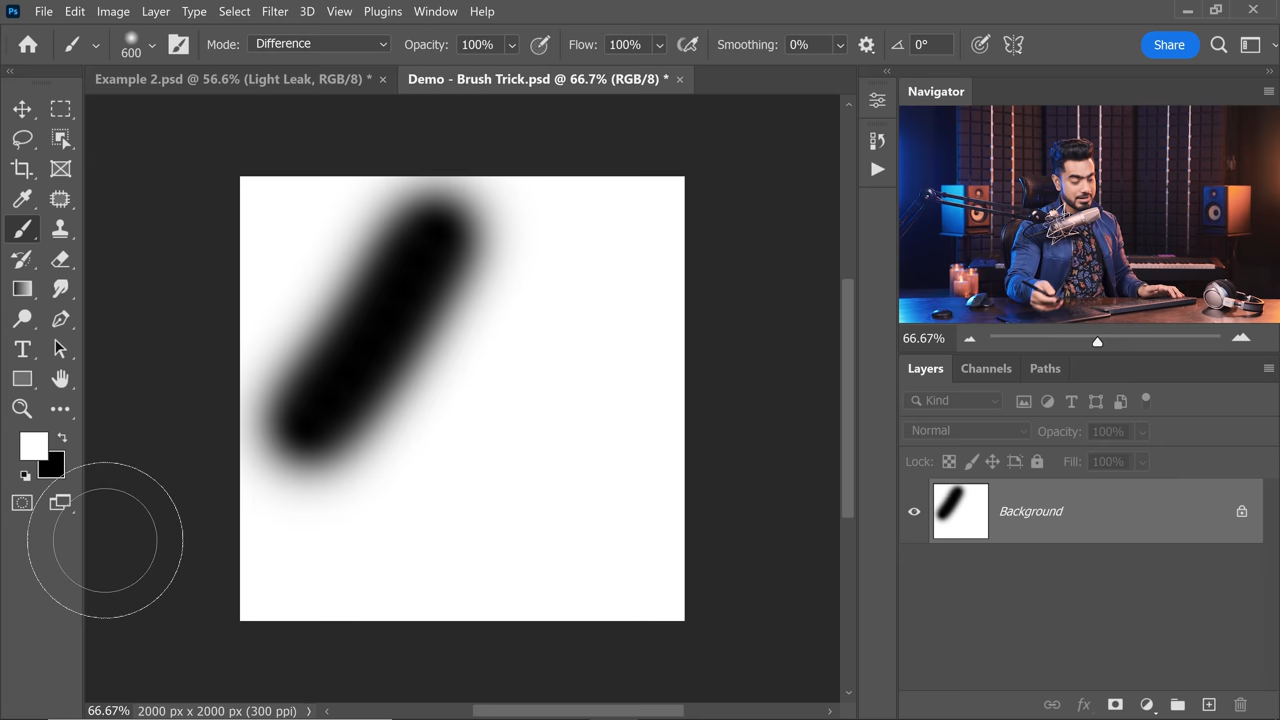 Ps File Edit Image Layer Type Select Filter 3D View Plugins Window Help
600 Mode: Difference Opacity: 100% Flow: 100% Smoothing: 0% 0° Share
Example 2.psd @ 56.6% (Light Leak, RGB/8) * × Demo - Brush Trick.psd @ 66.7% (RGB/8) * ×
Navigator
66.67%
Layers Channels Paths
Kind
Normal Opacity: 100%
Lock: Fill: 100%
Background
66.67% 2000 px x 2000 px (300 ppi)